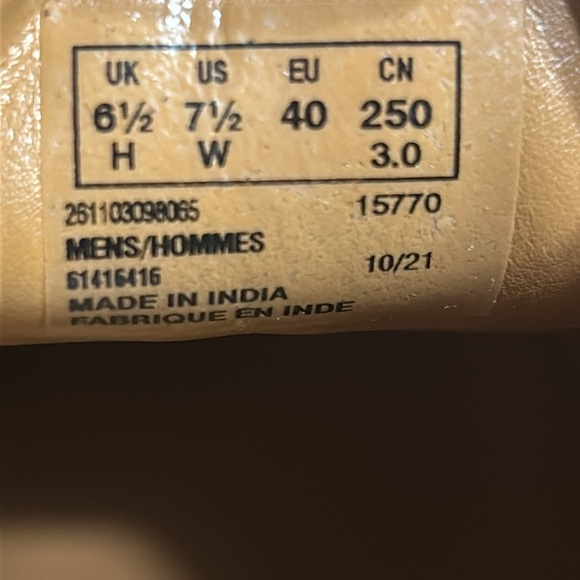 UK US EU CN
6½ 7½ 40 250
H W 3.0
261103098065 15770
MENS/HOMMES
61416416 10/21
MADE IN INDIA
FABRIQUE EN INDE